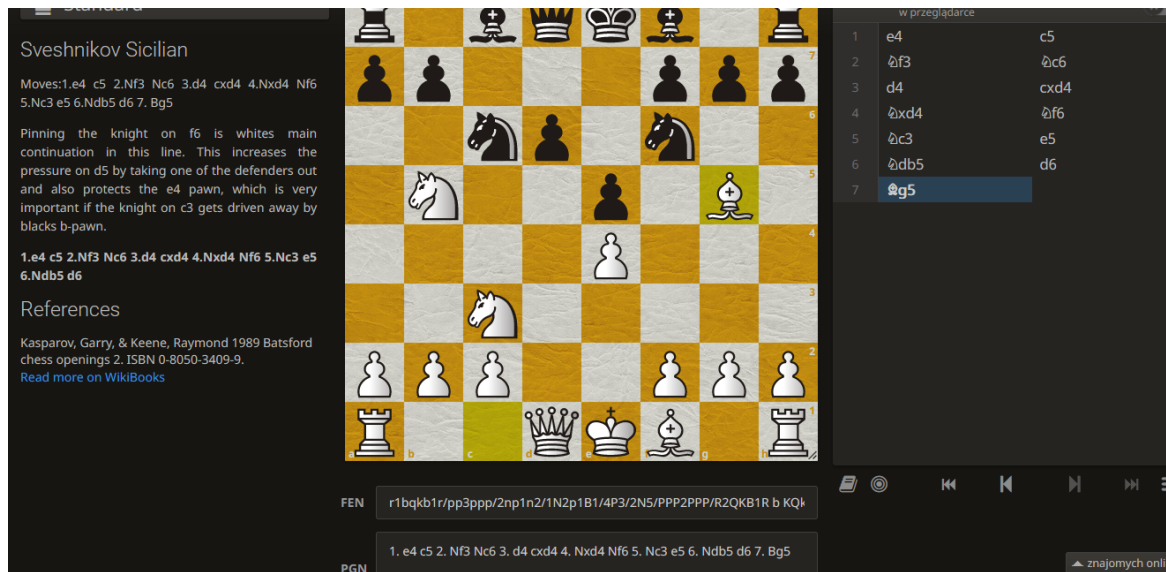 Standard
Sveshnikov Sicilian
Moves:1.e4 c5 2.Nf3 Nc6 3.d4 cxd4 4.Nxd4 Nf6
5.Nc3 e5 6.Ndb5 d6 7. Bg5
Pinning the knight on f6 is whites main
continuation in this line. This increases the
pressure on d5 by taking one of the defenders out
and also protects the e4 pawn, which is very
important if the knight on c3 gets driven away by
blacks b-pawn.
1.e4 c5 2.Nf3 Nc6 3.d4 cxd4 4.Nxd4 Nf6 5.Nc3 e5
6.Ndb5 d6
References
Kasparov, Garry, & Keene, Raymond 1989 Batsford
chess openings 2. ISBN 0-8050-3409-9.
Read more on WikiBooks
7
6
5
4
3
2
1
a b c d e f g h
FEN r1bqkb1r/pp3ppp/2np1n2/1N2p1B1/4P3/2N5/PPP2PPP/R2QKB1R b KQk
PGN 1. e4 c5 2. Nf3 Nc6 3. d4 cxd4 4. Nxd4 Nf6 5. Nc3 e5 6. Ndb5 d6 7. Bg5
w przeglądarce
1 e4 c5
2 ♘f3 ♘c6
3 d4 cxd4
4 ♘xd4 ♘f6
5 ♘c3 e5
6 ♘db5 d6
7 ♗g5
znajomych onli